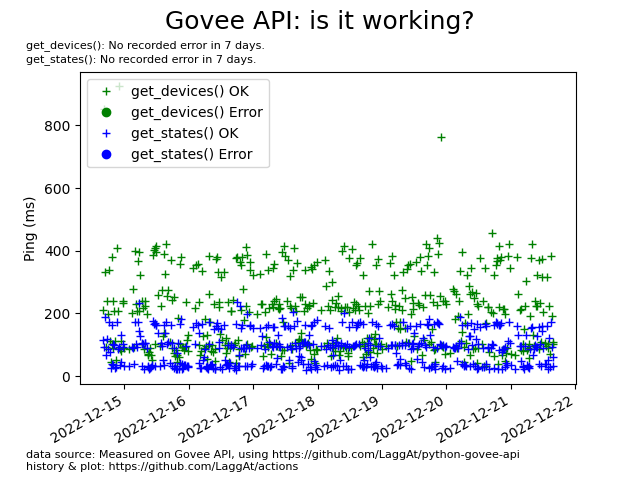 Govee API: is it working?
get_devices(): No recorded error in 7 days.
get_states(): No recorded error in 7 days.
get_devices() OK
get_devices() Error
get_states() OK
get_states() Error
Ping (ms)
800
600
400
200
0
2022-12-15
2022-12-16
2022-12-17
2022-12-18
2022-12-19
2022-12-20
2022-12-21
2022-12-22
data source: Measured on Govee API, using https://github.com/LaggAt/python-govee-api
history & plot: https://github.com/LaggAt/actions